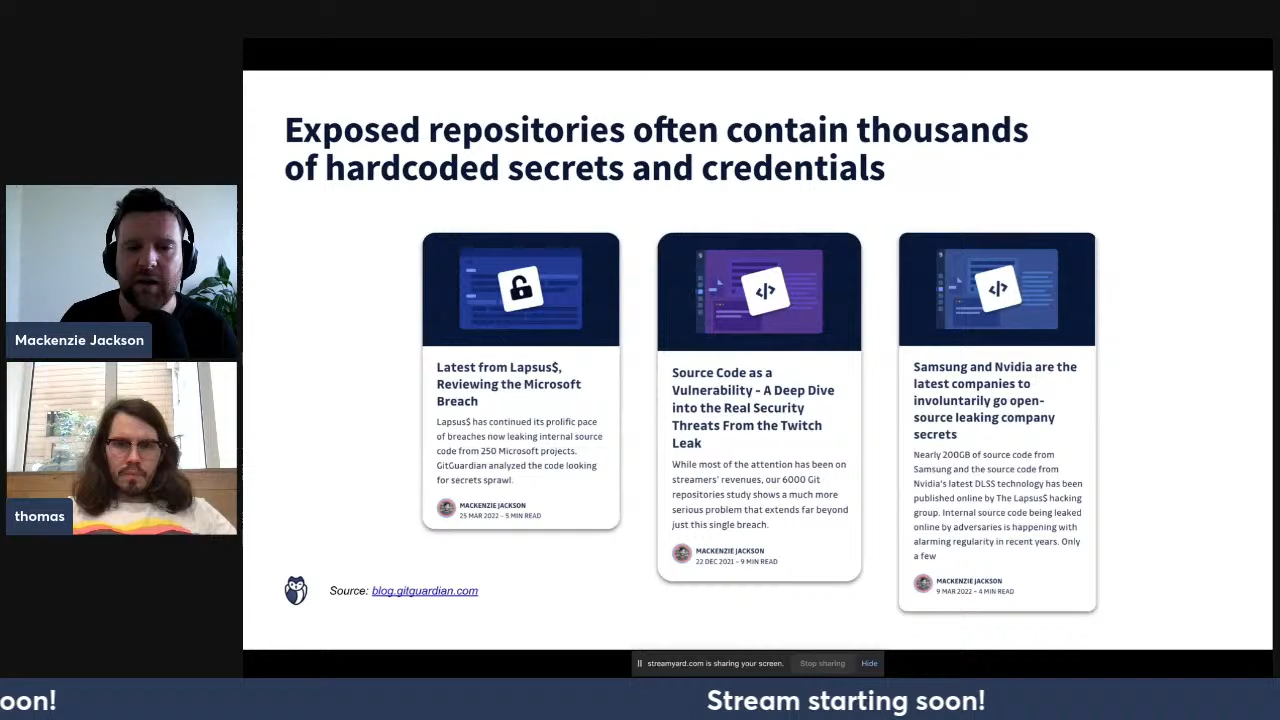 Exposed repositories often contain thousands
of hardcoded secrets and credentials
Mackenzie Jackson
thomas
Latest from Lapsus$,
Reviewing the Microsoft
Breach
Lapsus$ has continued its prolific pace
of breaches now leaking internal source
code from 250 Microsoft projects.
GitGuardian analyzed the code looking
for secrets sprawl.
MACKENZIE JACKSON
25 MAR 2022 – 5 MIN READ
Source Code as a
Vulnerability - A Deep Dive
into the Real Security
Threats From the Twitch
Leak
While most of the attention has been on
streamers' revenues, our 6000 Git
repositories study shows a much more
serious problem that extends far beyond
just this single breach.
MACKENZIE JACKSON
22 DEC 2021 – 9 MIN READ
Samsung and Nvidia are the
latest companies to
involuntarily go open-
source leaking company
secrets
Nearly 200GB of source code from
Samsung and the source code from
Nvidia's latest DLSS technology has been
published online by The Lapsus$ hacking
group. Internal source code being leaked
online by adversaries is happening with
alarming regularity in recent years. Only
a few
MACKENZIE JACKSON
9 MAR 2022 – 4 MIN READ
Source: blog.gitguardian.com
streamyard.com is sharing your screen. Stop sharing Hide
oon! Stream starting soon!